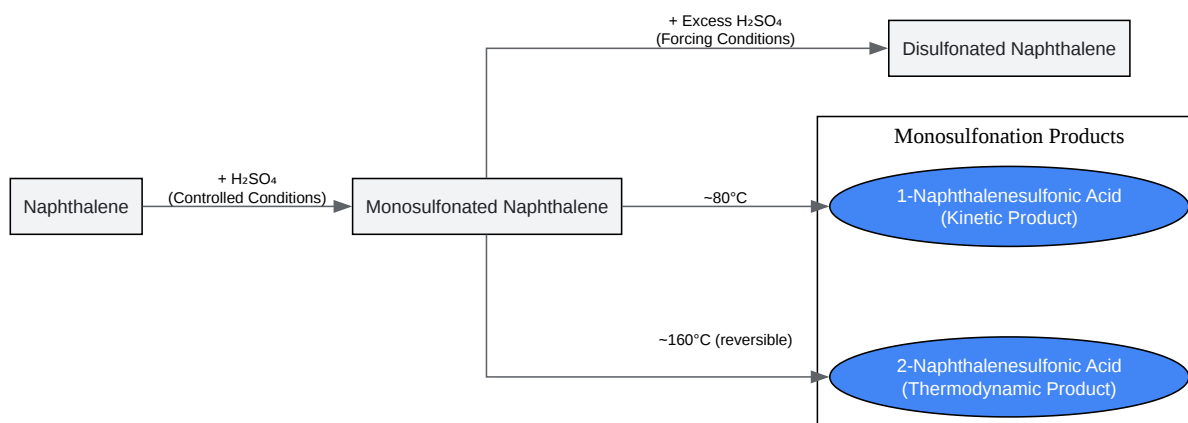 + Excess H₂SO₄
(Forcing Conditions)
Disulfonated Naphthalene
Monosulfonation Products
+ H₂SO₄
(Controlled Conditions)
Naphthalene
Monosulfonated Naphthalene
~80°C
1-Naphthalenesulfonic Acid
(Kinetic Product)
~160°C (reversible)
2-Naphthalenesulfonic Acid
(Thermodynamic Product)